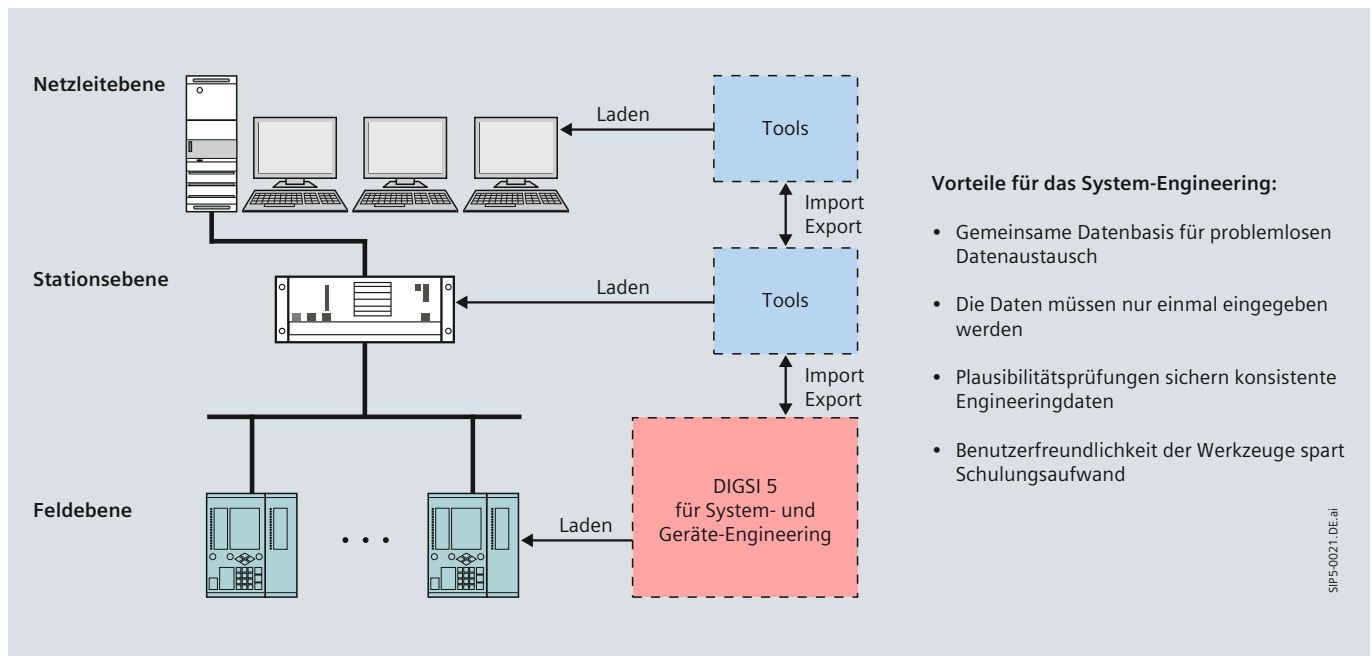 Netzleitebene
Laden
Tools
Import
Export
Stationsebene
Laden
Tools
Import
Export
Feldebene
Laden
DIGSI 5
für System- und
Geräte-Engineering
Vorteile für das System-Engineering:
• Gemeinsame Datenbasis für problemlosen
Datenaustausch
• Die Daten müssen nur einmal eingegeben
werden
• Plausibilitätsprüfungen sichern konsistente
Engineeringdaten
• Benutzerfreundlichkeit der Werkzeuge spart
Schulungsaufwand
SIP5-0021.DE.ai